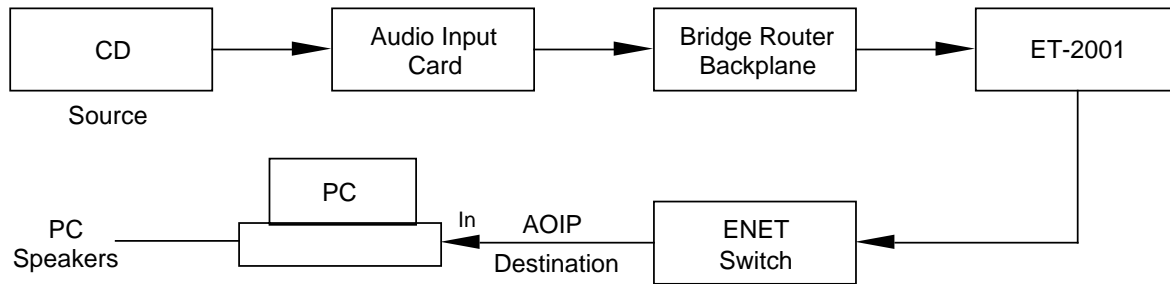 CD
Audio Input
Card
Bridge Router
Backplane
ET-2001
Source
PC
Speakers
PC
In
AOIP
Destination
ENET
Switch